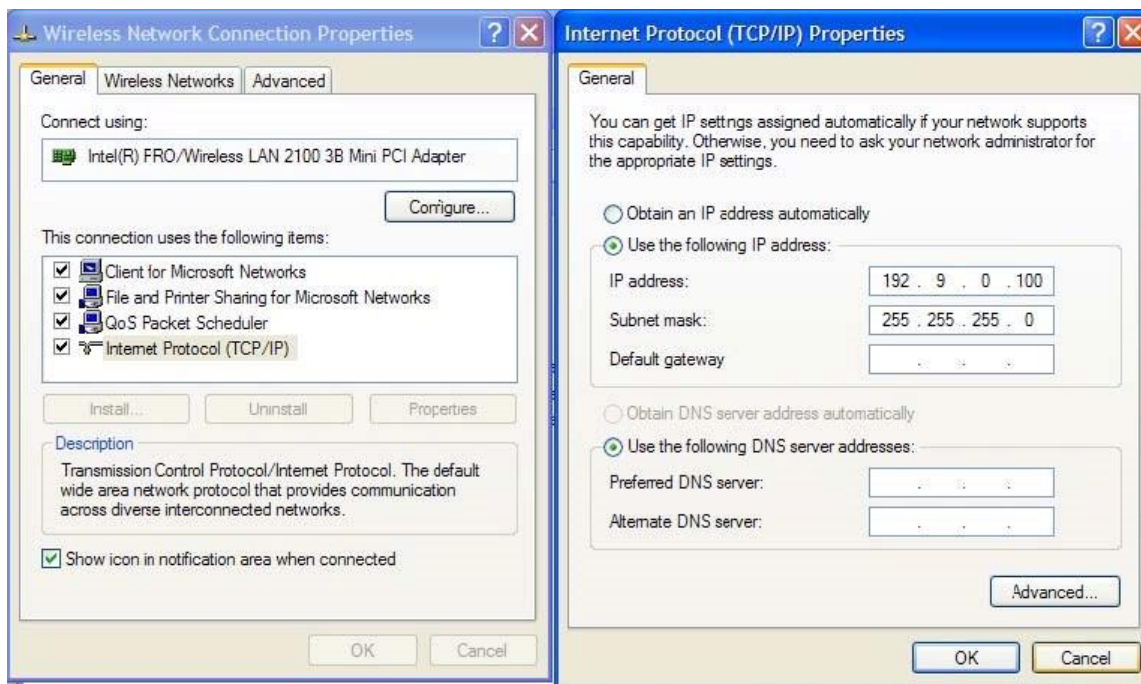 Wireless Network Connection Properties
General
Wireless Networks
Advanced
Connect using:
Intel(R) PRO/Wireless LAN 2100 3B Mini PCI Adapter
Configure...
This connection uses the following items:
Client for Microsoft Networks
File and Printer Sharing for Microsoft Networks
QoS Packet Scheduler
Internet Protocol (TCP/IP)
Install...
Uninstall
Properties
Description
Transmission Control Protocol/Internet Protocol. The default
wide area network protocol that provides communication
across diverse interconnected networks.
Show icon in notification area when connected
OK
Cancel
Internet Protocol (TCP/IP) Properties
General
You can get IP settings assigned automatically if your network supports
this capability. Otherwise, you need to ask your network administrator for
the appropriate IP settings.
Obtain an IP address automatically
Use the following IP address:
IP address:
192 . 9 . 0 . 100
Subnet mask:
255 . 255 . 255 . 0
Default gateway
. . .
Obtain DNS server address automatically
Use the following DNS server addresses:
Preferred DNS server:
. . .
Alternate DNS server:
. . .
Advanced...
OK
Cancel